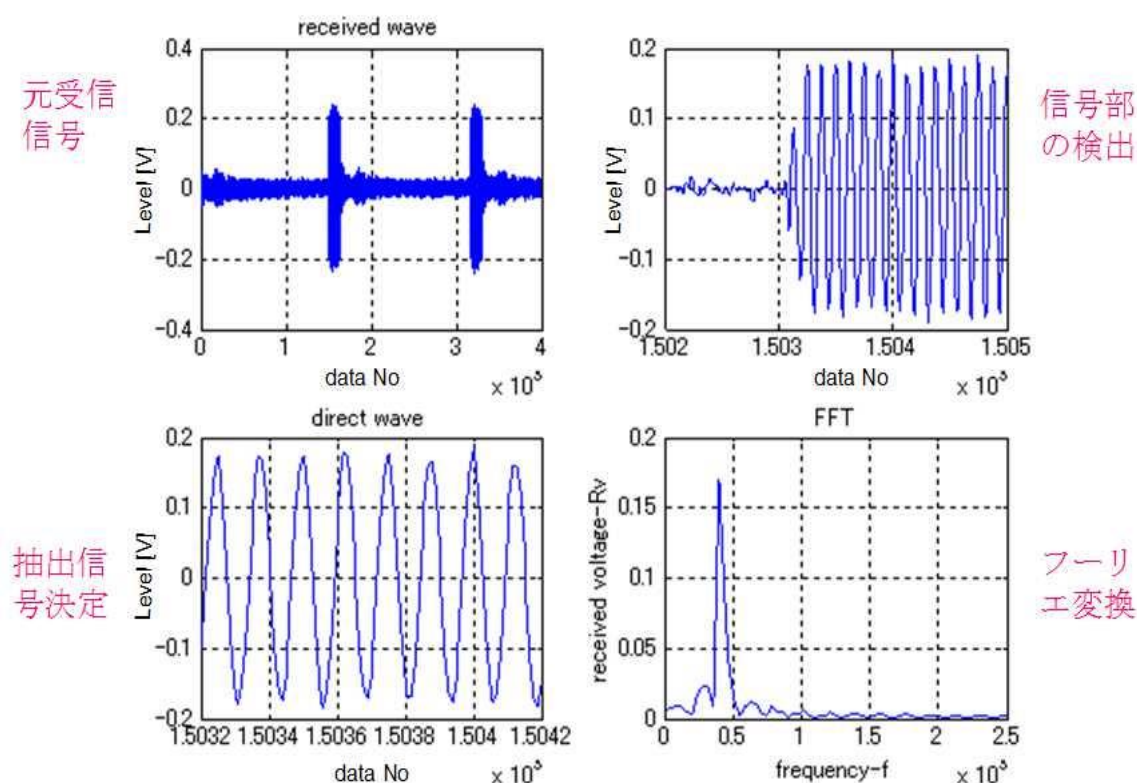 received wave
元受信
信号
Level [V]
0.4
0.2
0
-0.2
-0.4
0 1 2 3 4
data No
x 10⁵
信号部
の検出
Level [V]
0.2
0.1
0
-0.1
-0.2
1.502 1.503 1.504 1.505
data No
x 10⁵
direct wave
抽出信
号決定
Level [V]
0.2
0.1
0
-0.1
-0.2
1.5032 1.5034 1.5036 1.5038 1.504 1.5042
data No
x 10⁵
FFT
フーリ
エ変換
received voltage-Rv
0.2
0.15
0.1
0.05
0
0 0.5 1 1.5 2 2.5
frequency-f
x 10⁵